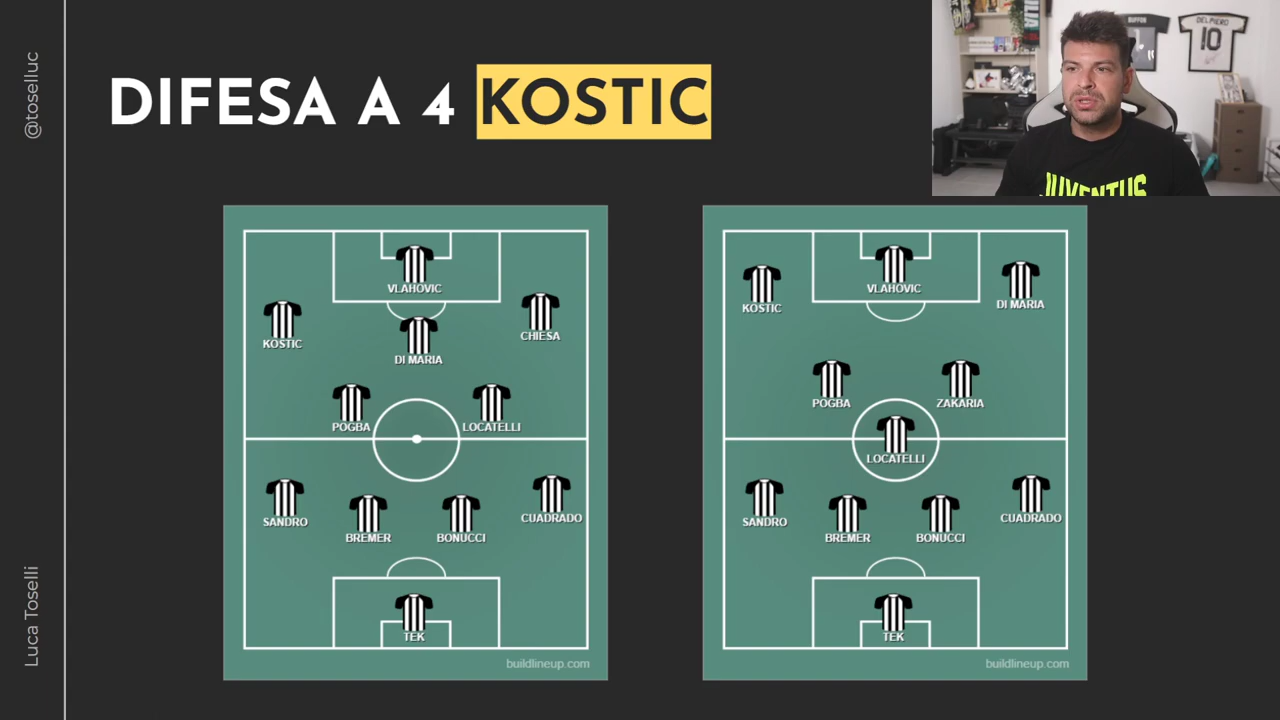 @toselluc
Luca Toselli
DIFESA A 4 KOSTIC
BUFFON
DEL PIERO
10
JUVENTUS
VLAHOVIC
KOSTIC
CHIESA
DI MARIA
POGBA
LOCATELLI
SANDRO
CUADRADO
BREMER
BONUCCI
TEK
buildlineup.com
VLAHOVIC
KOSTIC
DI MARIA
POGBA
ZAKARIA
LOCATELLI
SANDRO
CUADRADO
BREMER
BONUCCI
TEK
buildlineup.com